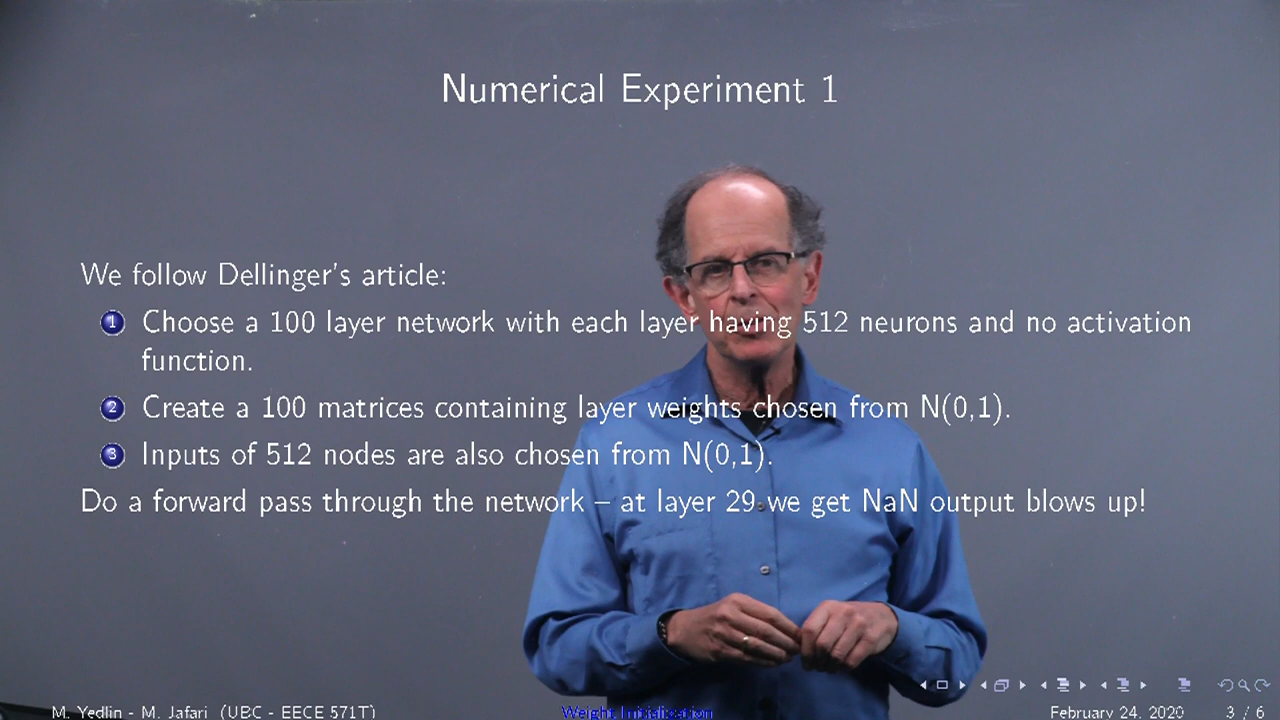 Numerical Experiment 1
We follow Dellinger's article:
1 Choose a 100 layer network with each layer having 512 neurons and no activation
function.
2 Create a 100 matrices containing layer weights chosen from N(0,1).
3 Inputs of 512 nodes are also chosen from N(0,1).
Do a forward pass through the network – at layer 29 we get NaN output blows up!
M. Yedlin - M. Jafari (UBC - EECE 571T) Weight Initialization February 24, 2020 3 / 6